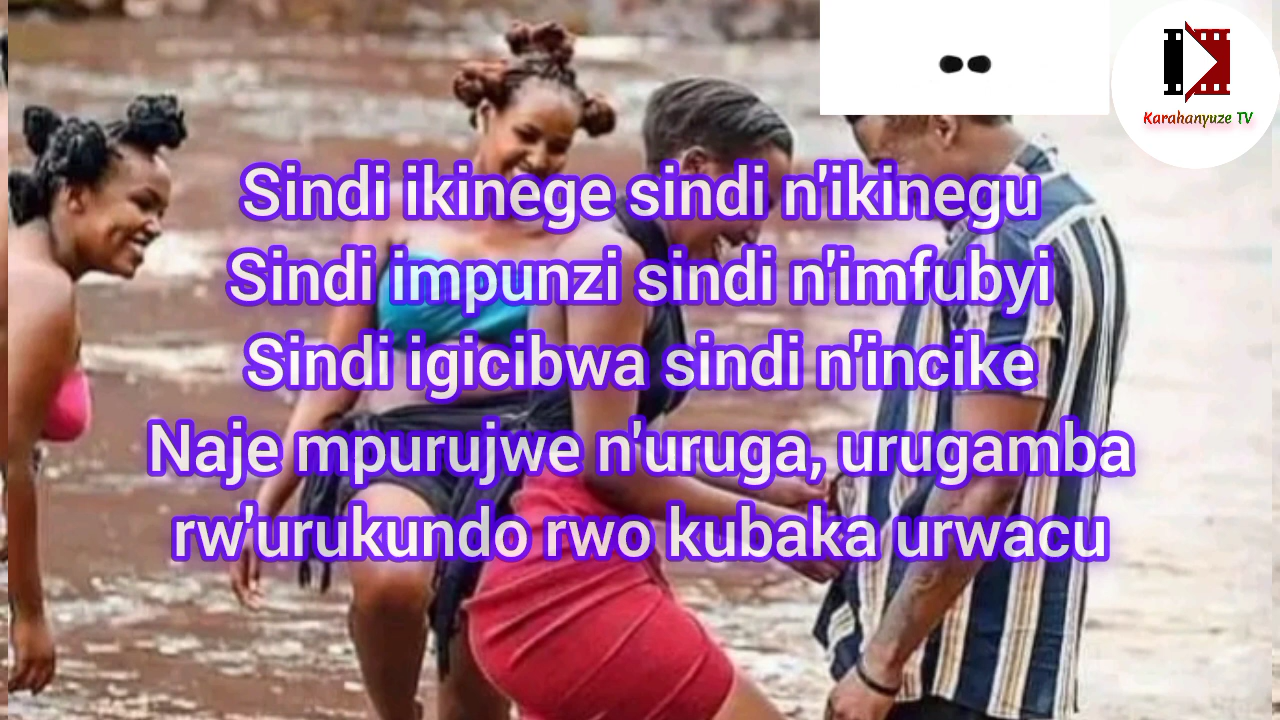 Karahanyuze TV
Sindi ikinege sindi n'ikinegu
Sindi impunzi sindi n'imfubyi
Sindi igicibwa sindi n'incike
Naje mpurujwe n'uruga, urugamba
rw'urukundo rwo kubaka urwacu